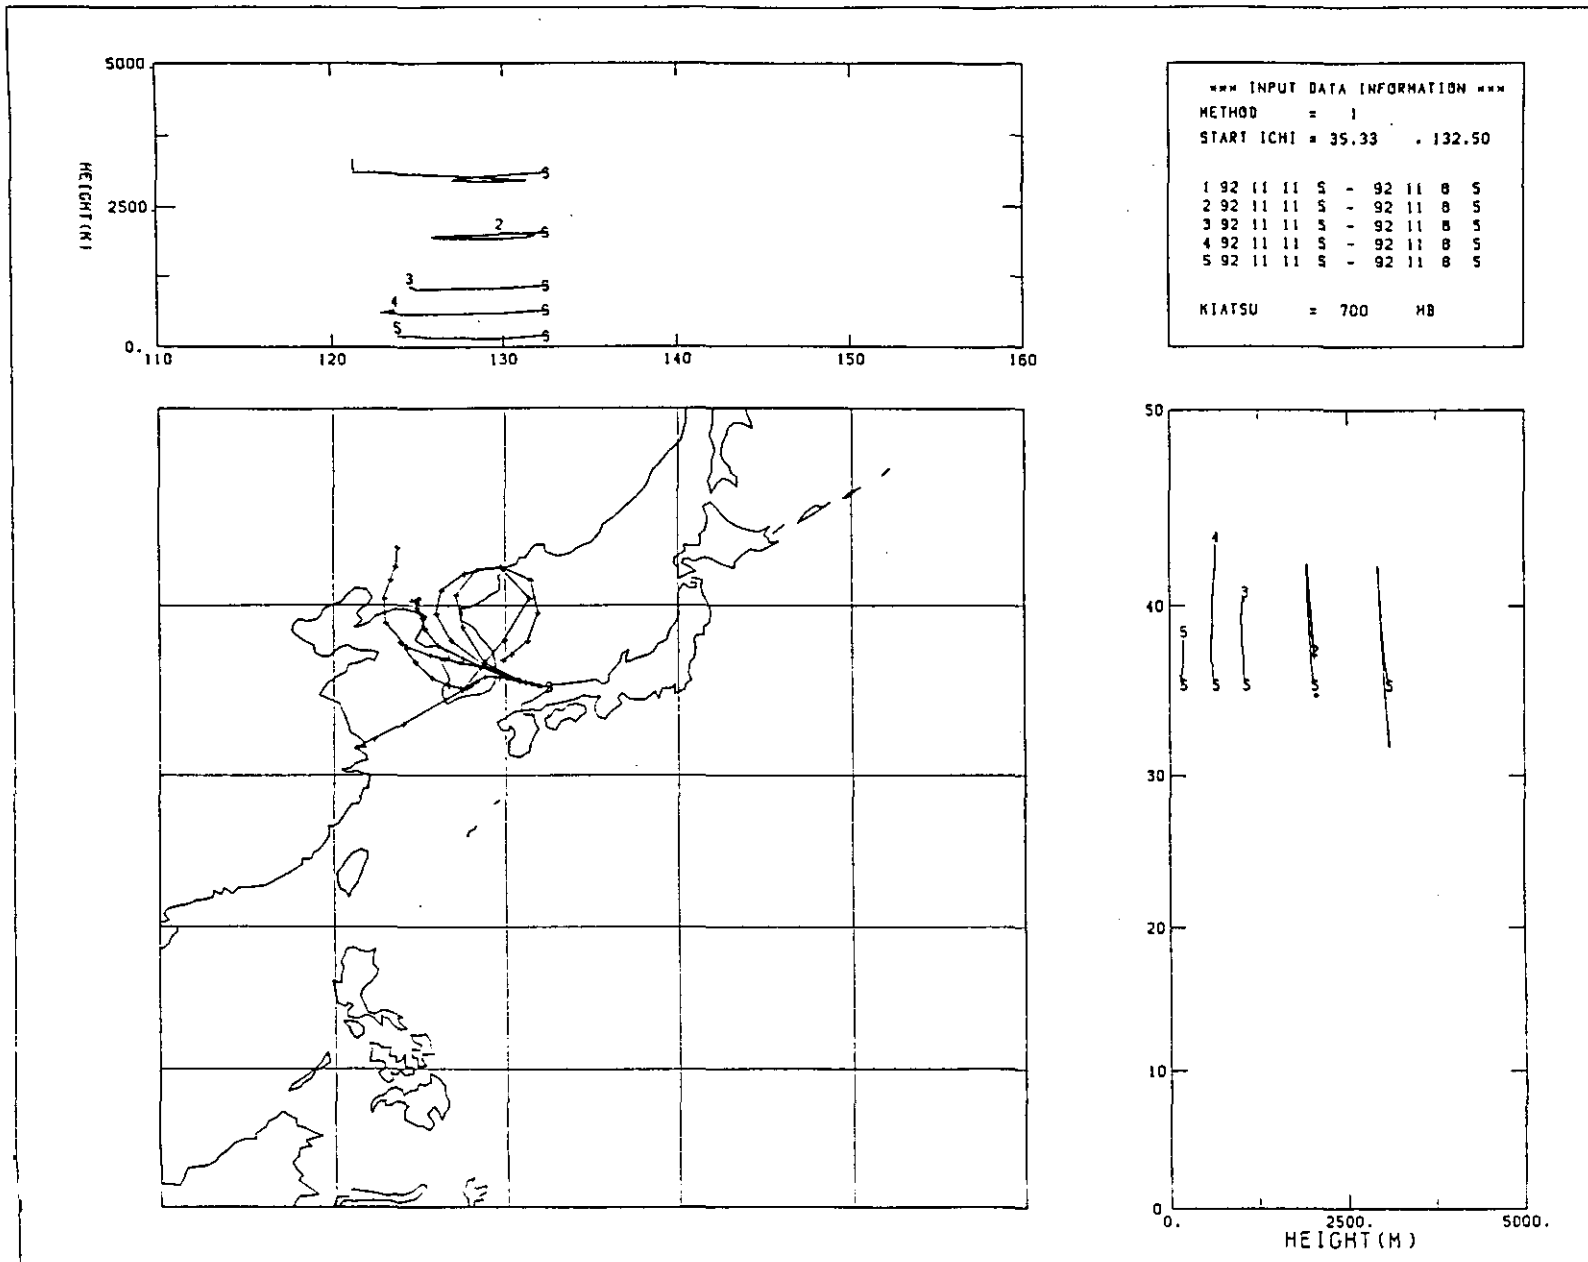 5000.
2500.
0.
HEIGHT(M)
110 120 130 140 150 160
S
2 S
3 S
4 S
5 S
*** INPUT DATA INFORMATION ***
METHOD = 1
START ICHI = 35.33 . 132.50
1 92 11 11 5 - 92 11 8 5
2 92 11 11 5 - 92 11 8 5
3 92 11 11 5 - 92 11 8 5
4 92 11 11 5 - 92 11 8 5
5 92 11 11 5 - 92 11 8 5
KIATSU = 700 MB
S
50
40
30
20
10
0
4
3
5
S S S S S
0. 2500. 5000.
HEIGHT(M)